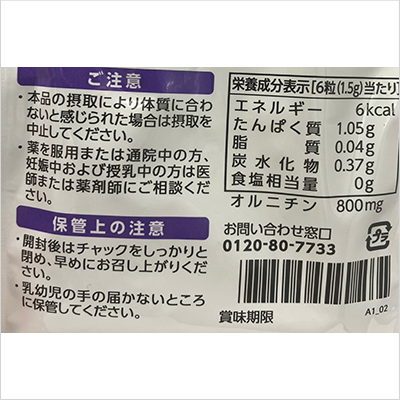 ご注意
・本品の摂取により体質に合わ
ないと感じられた場合は摂取を
中止してください。
・薬を服用または通院中の方、
妊娠中および授乳中の方は医
師または薬剤師にご相談くだ
さい。
保管上の注意
・開封後はチャックをしっかりと
閉め、早めにお召し上がりくだ
さい。
・乳幼児の手の届かないところ
に保管してください。
栄養成分表示[6粒(1.5g)当たり]
エネルギー 6kcal
たんぱく質 1.05g
脂質 0.04g
炭水化物 0.37g
食塩相当量 0g
オルニチン 800mg
お問い合わせ窓口
0120-80-7733
プラ
A1_02
賞味期限